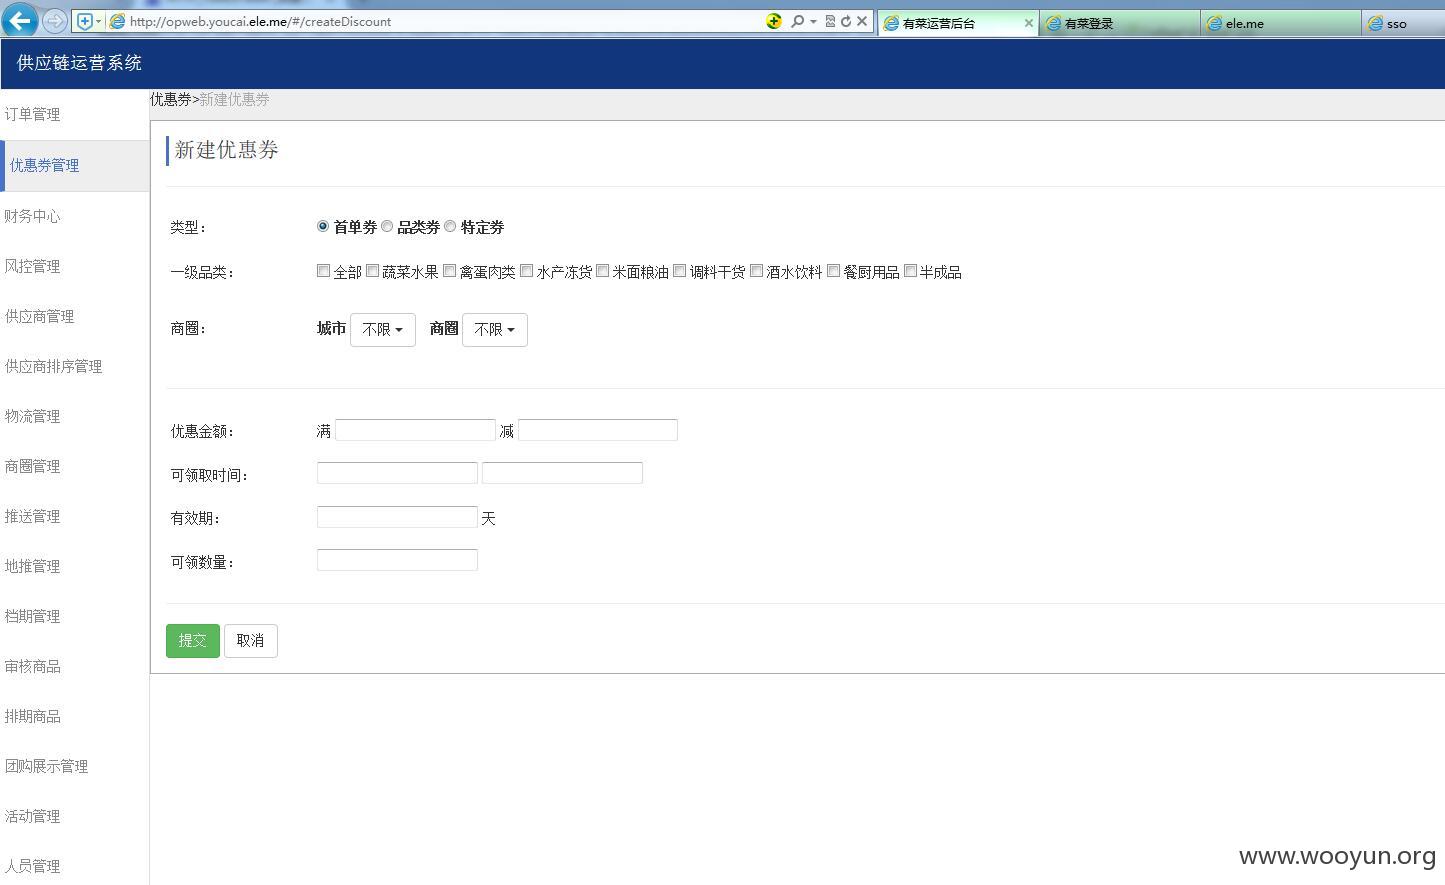 http://opweb.youcai.ele.me/#/createDiscount
有菜运营后台
有菜登录
ele.me
sso
供应链运营系统
优惠券>新建优惠券
订单管理
优惠券管理
财务中心
风控管理
供应商管理
供应商排序管理
物流管理
商圈管理
推送管理
地推管理
档期管理
审核商品
排期商品
团购展示管理
活动管理
人员管理
新建优惠券
类型： 首单券 品类券 特定券
一级品类： 全部 蔬菜水果 禽蛋肉类 水产冻货 米面粮油 调料干货 酒水饮料 餐厨用品 半成品
商圈： 城市 不限 商圈 不限
优惠金额： 满 减
可领取时间：
有效期： 天
可领数量：
提交 取消
www.wooyun.org